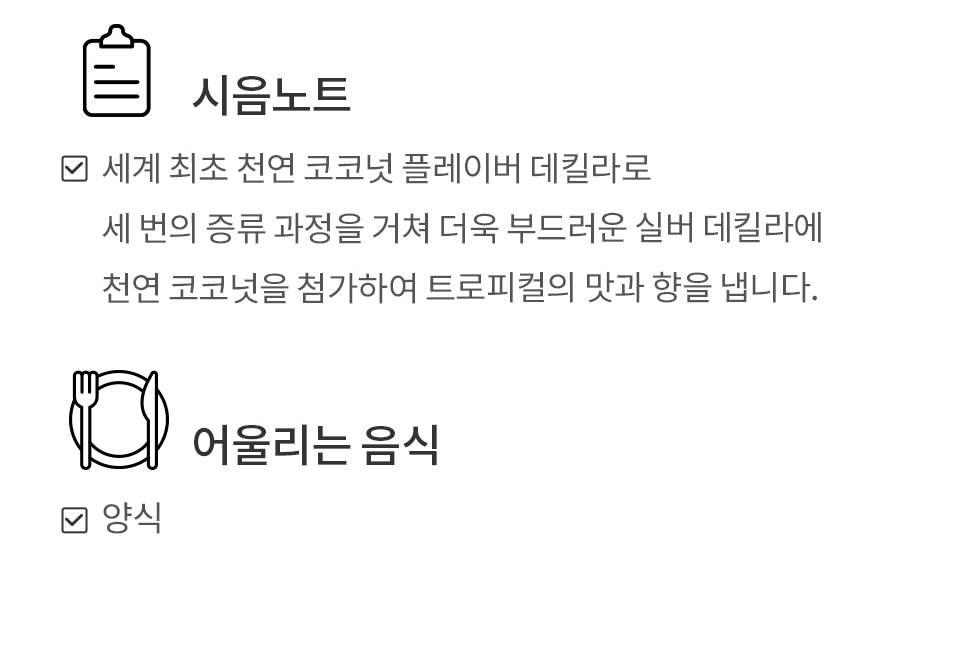 시음노트
세계 최초 천연 코코넛 플레이버 데킬라로
세 번의 증류 과정을 거쳐 더욱 부드러운 실버 데킬라에
천연 코코넛을 첨가하여 트로피컬의 맛과 향을 냅니다.
어울리는 음식
양식